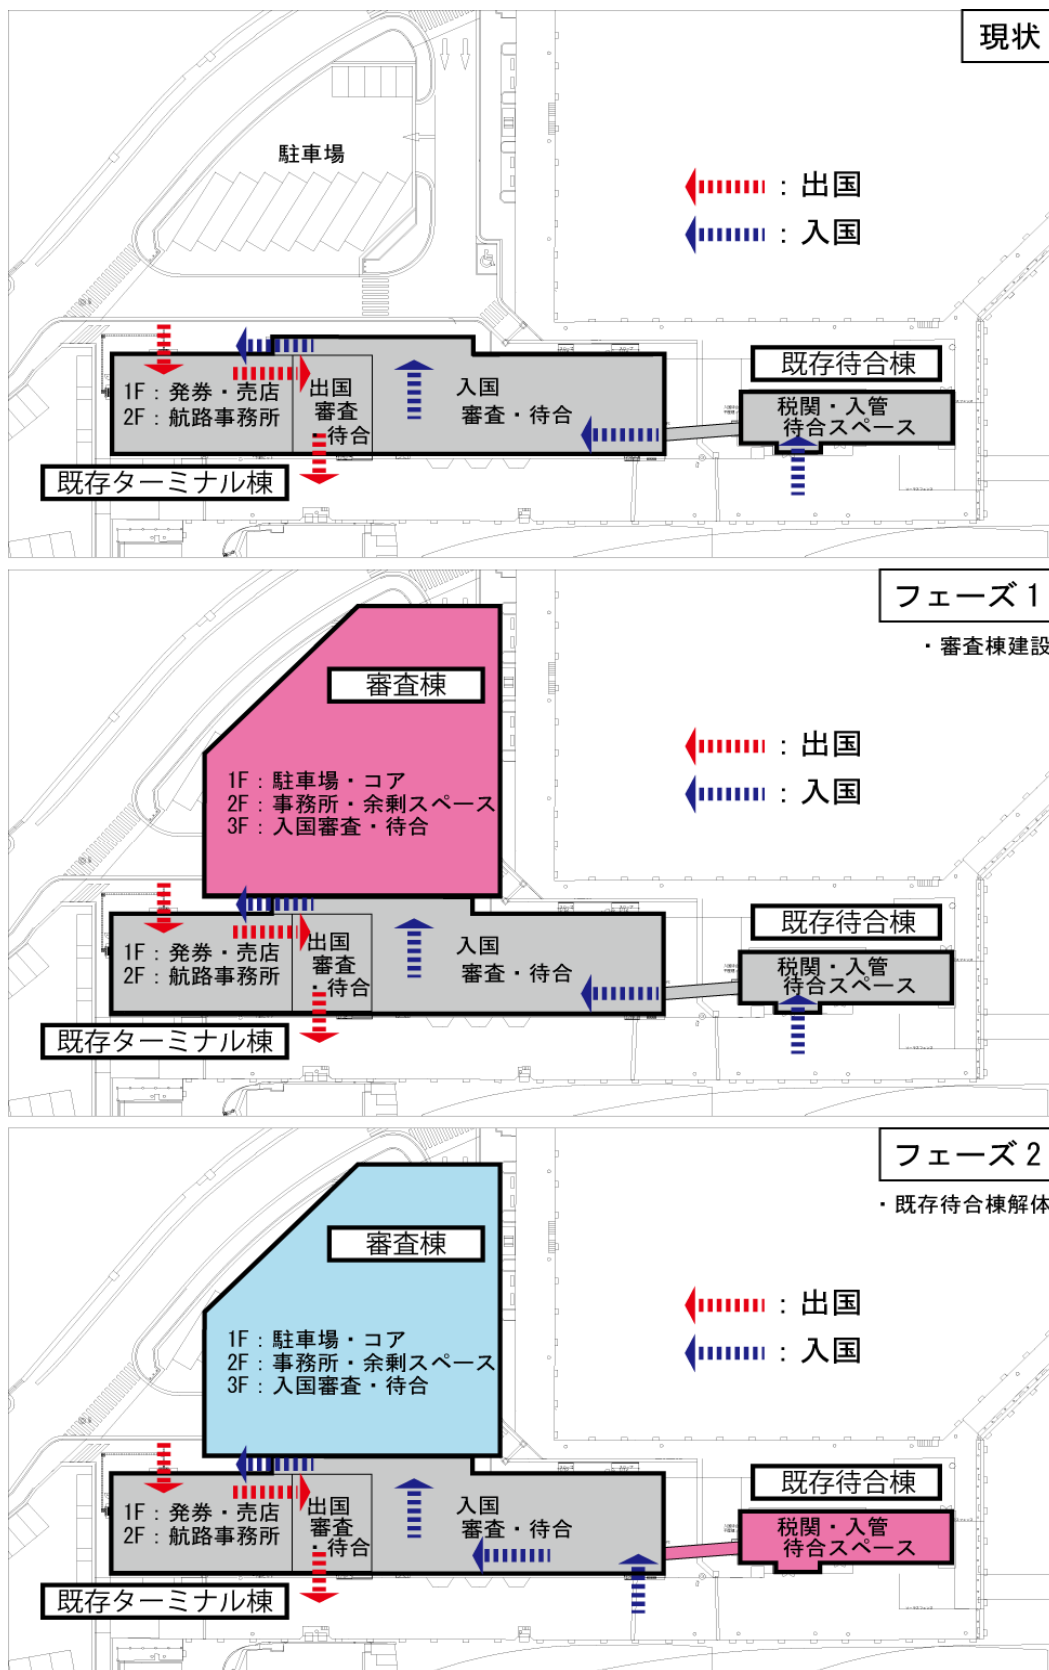 現状
駐車場
：出国
：入国
既存待合棟
1F：発券・売店
2F：航路事務所
出国
審査
・待合
入国
審査・待合
税関・入管
待合スペース
既存ターミナル棟
フェーズ1
・審査棟建設
審査棟
1F：駐車場・コア
2F：事務所・余剰スペース
3F：入国審査・待合
：出国
：入国
既存待合棟
1F：発券・売店
2F：航路事務所
出国
審査
・待合
入国
審査・待合
税関・入管
待合スペース
既存ターミナル棟
フェーズ2
・既存待合棟解体
審査棟
1F：駐車場・コア
2F：事務所・余剰スペース
3F：入国審査・待合
：出国
：入国
既存待合棟
1F：発券・売店
2F：航路事務所
出国
審査
・待合
入国
審査・待合
税関・入管
待合スペース
既存ターミナル棟